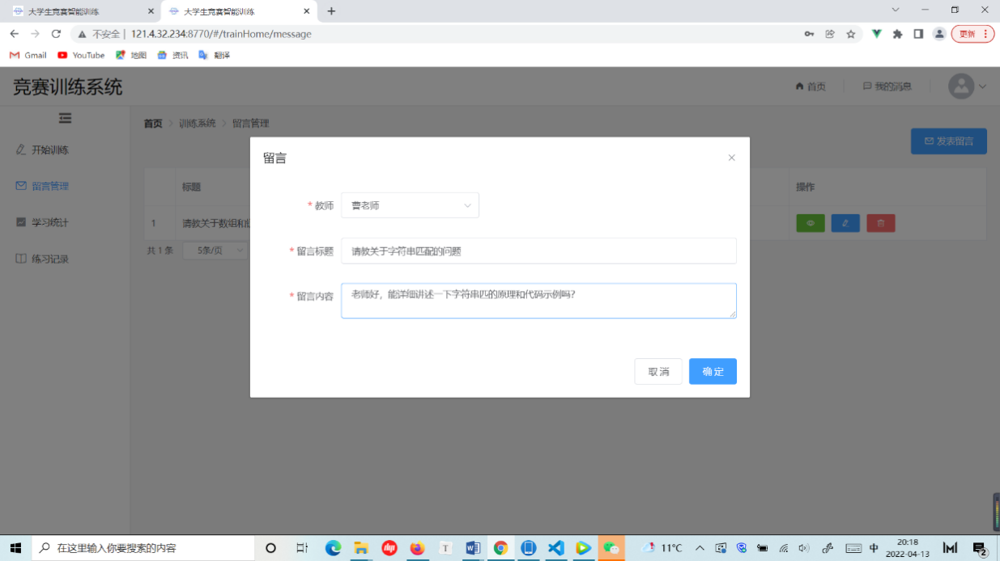 大学生竞赛智能训练
大学生竞赛智能训练
不安全 121.4.32.234:8770/#/trainHome/message
更新
Gmail YouTube 地图 资讯 翻译
竞赛训练系统
首页 我的消息
首页 > 训练系统 > 留言管理
发表留言
开始训练
留言管理
学习统计
练习记录
标题 操作
1 请教关于数组和
共 1 条 5条/页
留言
* 教师 曹老师
* 留言标题 请教关于字符串匹配的问题
* 留言内容 老师好，能详细讲述一下字符串匹的原理和代码示例吗?
取 消 确 定
在这里输入你要搜索的内容
11°C
中
20:18
2022-04-13
2